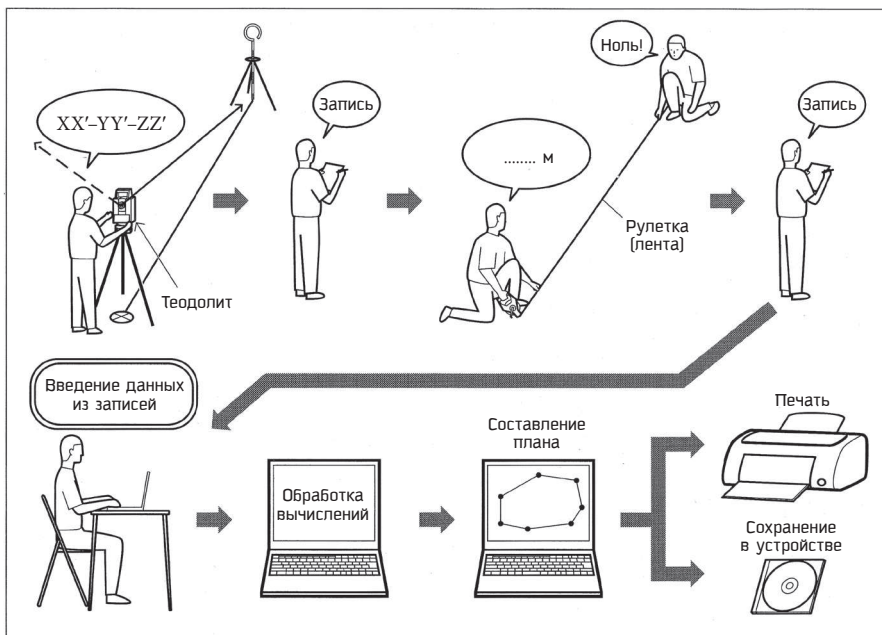 XX′–YY′–ZZ′
Теодолит
Запись
........ м
Ноль!
Рулетка
(лента)
Запись
Введение данных
из записей
Обработка
вычислений
Составление
плана
Печать
Сохранение
в устройстве